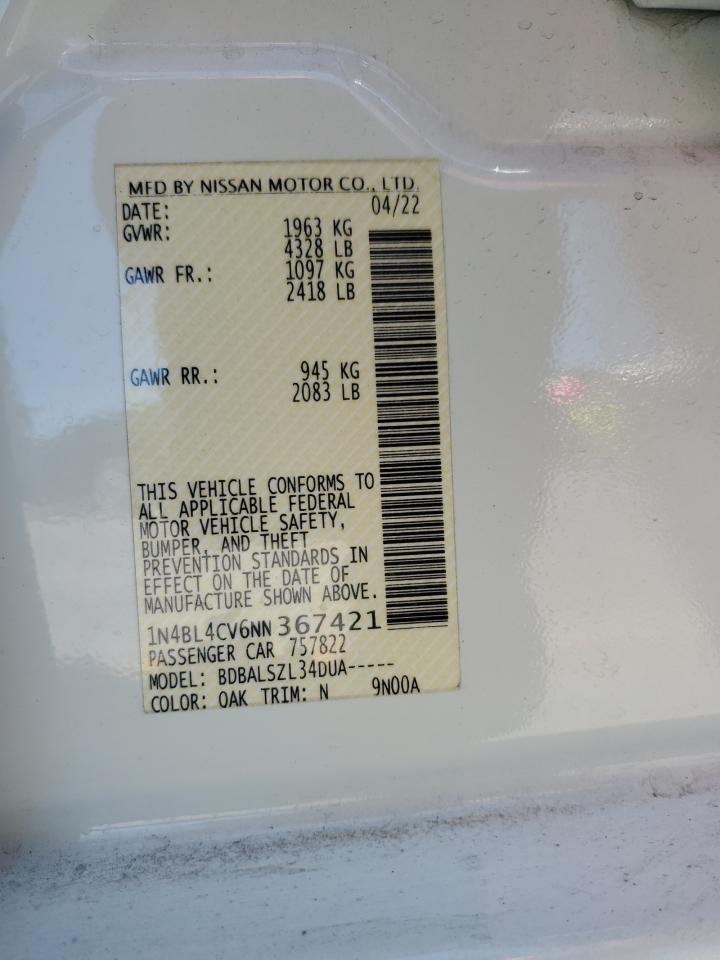 MFD BY NISSAN MOTOR CO., LTD.
DATE: 04/22
GVWR: 1963 KG
4328 LB
GAWR FR.: 1097 KG
2418 LB
GAWR RR.: 945 KG
2083 LB
THIS VEHICLE CONFORMS TO
ALL APPLICABLE FEDERAL
MOTOR VEHICLE SAFETY,
BUMPER, AND THEFT
PREVENTION STANDARDS IN
EFFECT ON THE DATE OF
MANUFACTURE SHOWN ABOVE.
1N4BL4CV6NN367421
PASSENGER CAR 757822
MODEL: BDBALSZL34DUA-----
COLOR: QAK TRIM: N 9N00A